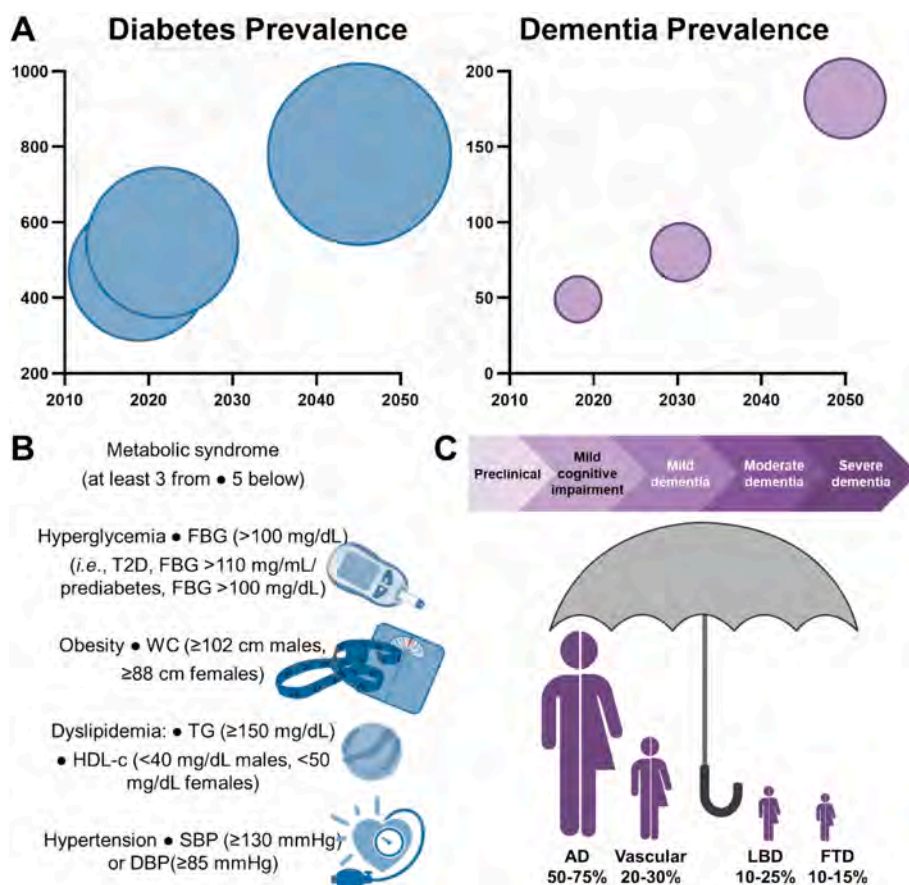 A
Diabetes Prevalence
1000
800
600
400
200
2010
2020
2030
2040
2050
Dementia Prevalence
200
150
100
50
0
2010
2020
2030
2040
2050
B
Metabolic syndrome
(at least 3 from ● 5 below)
Hyperglycemia ● FBG (>100 mg/dL)
(i.e., T2D, FBG >110 mg/mL/
prediabetes, FBG >100 mg/dL)
Obesity ● WC (≥102 cm males,
≥88 cm females)
Dyslipidemia: ● TG (≥150 mg/dL)
● HDL-c (<40 mg/dL males, <50
mg/dL females)
Hypertension ● SBP (≥130 mmHg)
or DBP(≥85 mmHg)
C
Preclinical
Mild
cognitive
impairment
Mild
dementia
Moderate
dementia
Severe
dementia
AD
50-75%
Vascular
20-30%
LBD
10-25%
FTD
10-15%